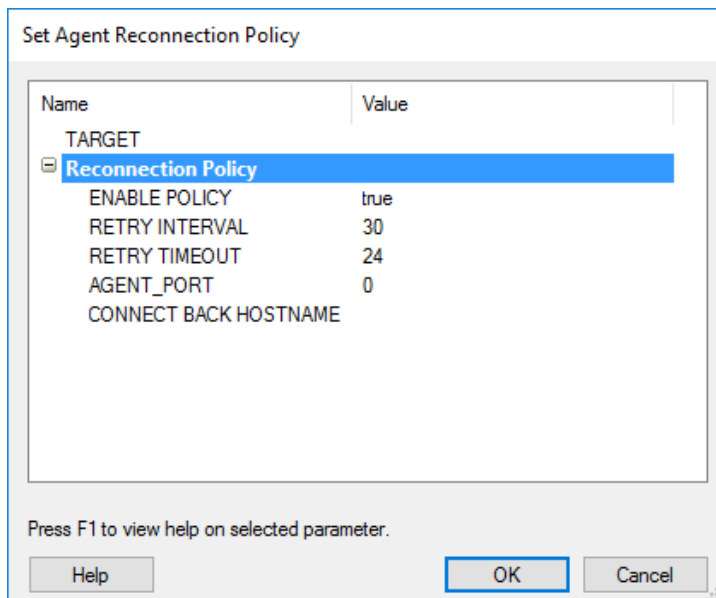 Set Agent Reconnection Policy
Name Value
TARGET
Reconnection Policy
ENABLE POLICY true
RETRY INTERVAL 30
RETRY TIMEOUT 24
AGENT_PORT 0
CONNECT BACK HOSTNAME
Press F1 to view help on selected parameter.
Help OK Cancel